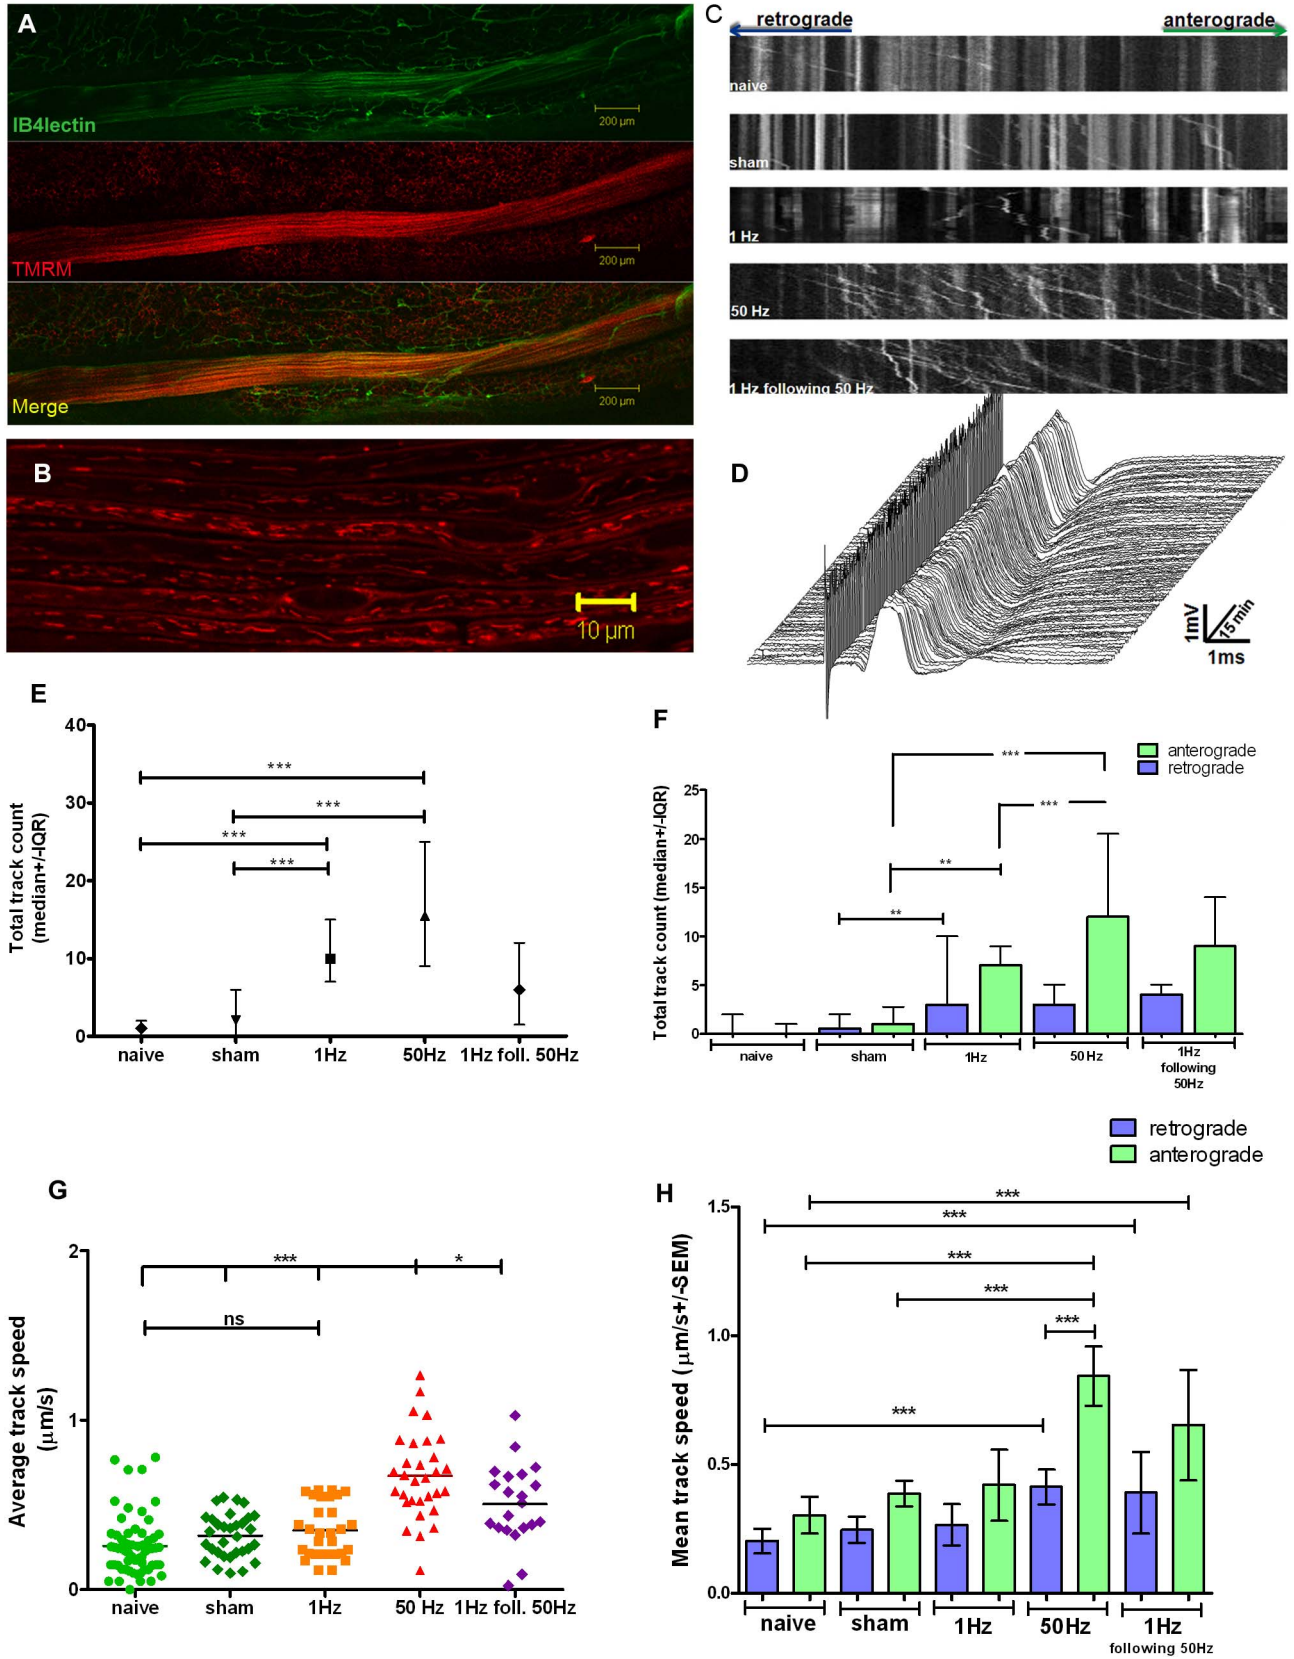 A
IB4lectin
200 µm
TMRM
200 µm
Merge
200 µm
B
10 µm
C
retrograde
anterograde
naive
sham
1 Hz
50 Hz
1 Hz following 50 Hz
D
1mV
15 min
1ms
E
Total track count
(median+/-IQR)
40
30
20
10
0
***
***
***
***
naive
sham
1Hz
50Hz
1Hz foll. 50Hz
F
anterograde
retrograde
Total track count (median+/-IQR)
25
20
15
10
5
0
***
***
**
**
naive
sham
1Hz
50 Hz
1Hz
following
50Hz
G
Average track speed
(µm/s)
2
1
0
***
*
ns
naive
sham
1Hz
50 Hz
1Hz foll. 50Hz
retrograde
anterograde
H
Mean track speed (µm/s+/-SEM)
1.5
1.0
0.5
0.0
***
***
***
***
***
***
naive
sham
1Hz
50Hz
1Hz
following 50Hz